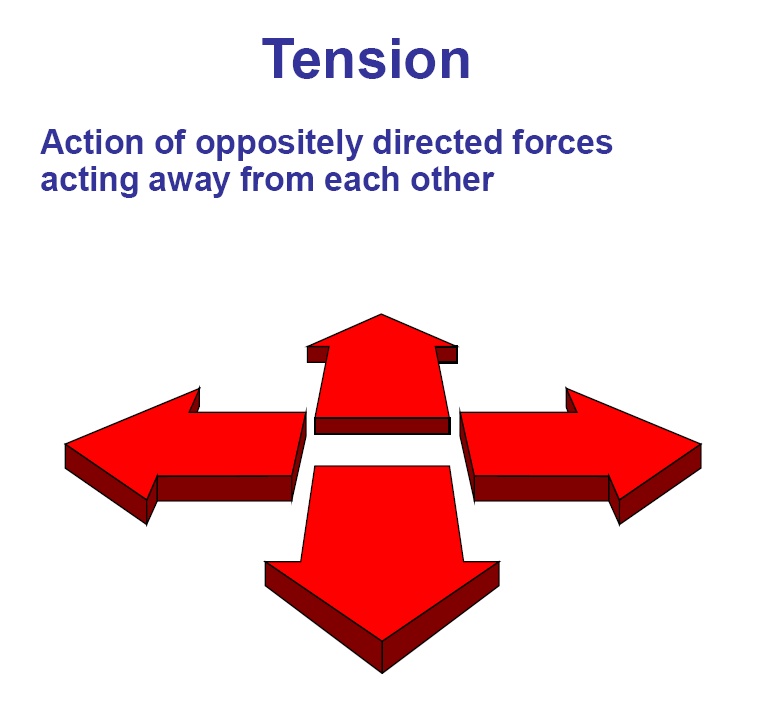 Tension
Action of oppositely directed forces
acting away from each other